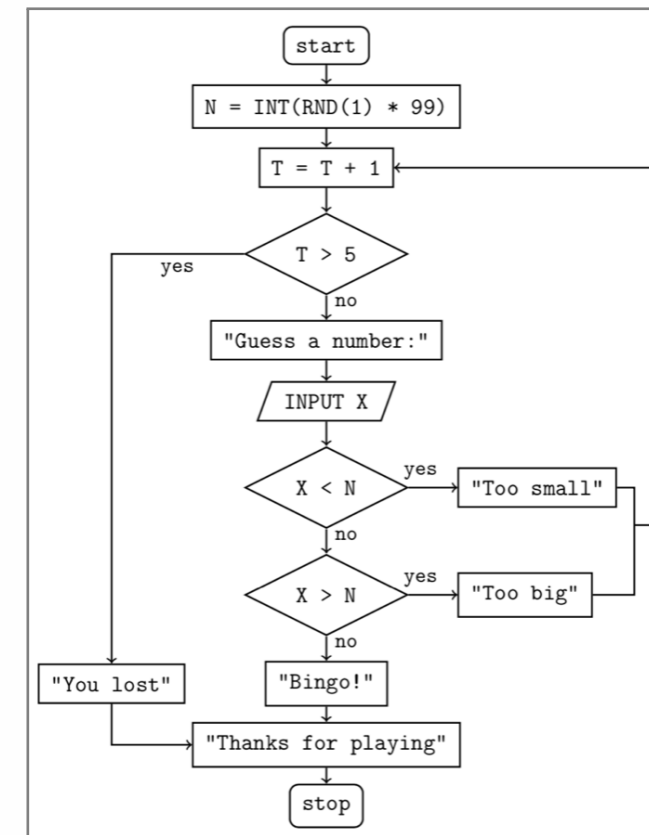 start
N = INT(RND(1) * 99)
T = T + 1
T > 5
yes
no
"Guess a number:"
INPUT X
X < N
yes
"Too small"
no
X > N
yes
"Too big"
no
"You lost"
"Bingo!"
"Thanks for playing"
stop